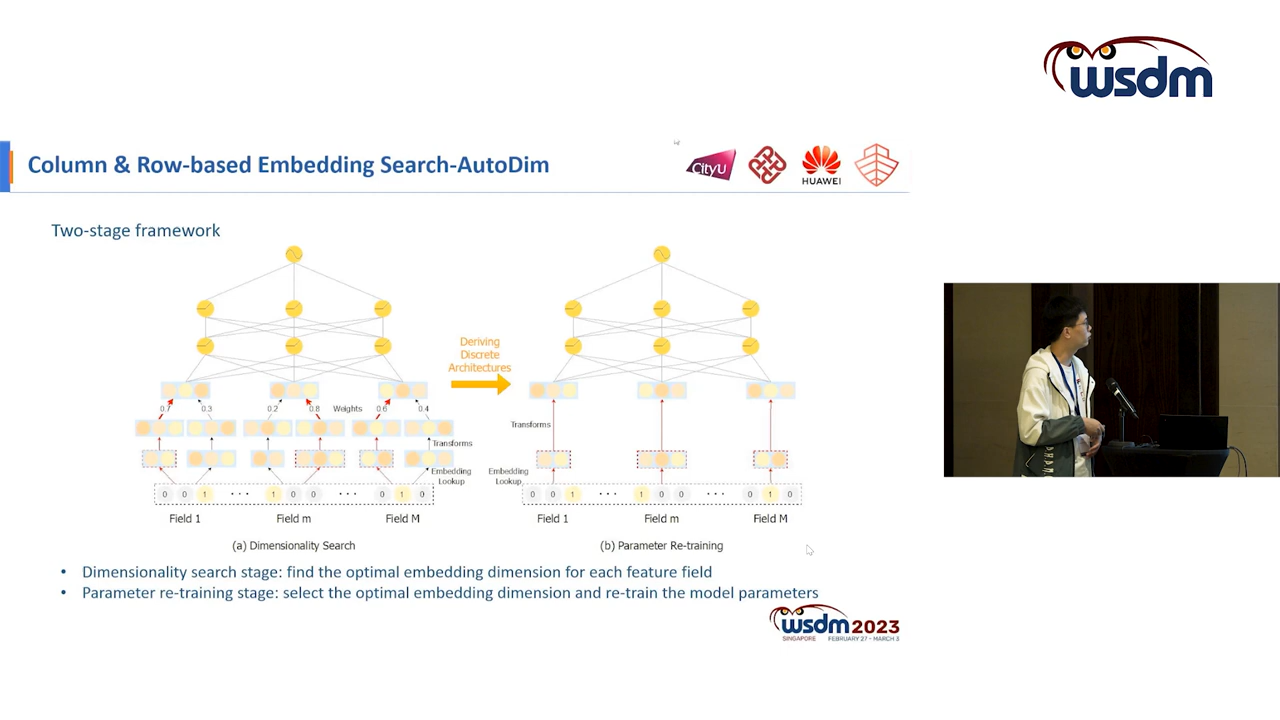 wsdm
Column & Row-based Embedding Search-AutoDim
CityU
HUAWEI
Two-stage framework
Deriving
Discrete
Architectures
0.7 0.3 0.2 0.8 Weights 0.6 0.4
Transforms
Transforms
Embedding
Lookup
Embedding
Lookup
0 0 1 ··· 1 0 0 ··· 0 1 0
0 0 1 ··· 1 0 0 ··· 0 1 0
Field 1 Field m Field M
Field 1 Field m Field M
(a) Dimensionality Search
(b) Parameter Re-training
• Dimensionality search stage: find the optimal embedding dimension for each feature field
• Parameter re-training stage: select the optimal embedding dimension and re-train the model parameters
wsdm 2023
SINGAPORE FEBRUARY 27 - MARCH 3